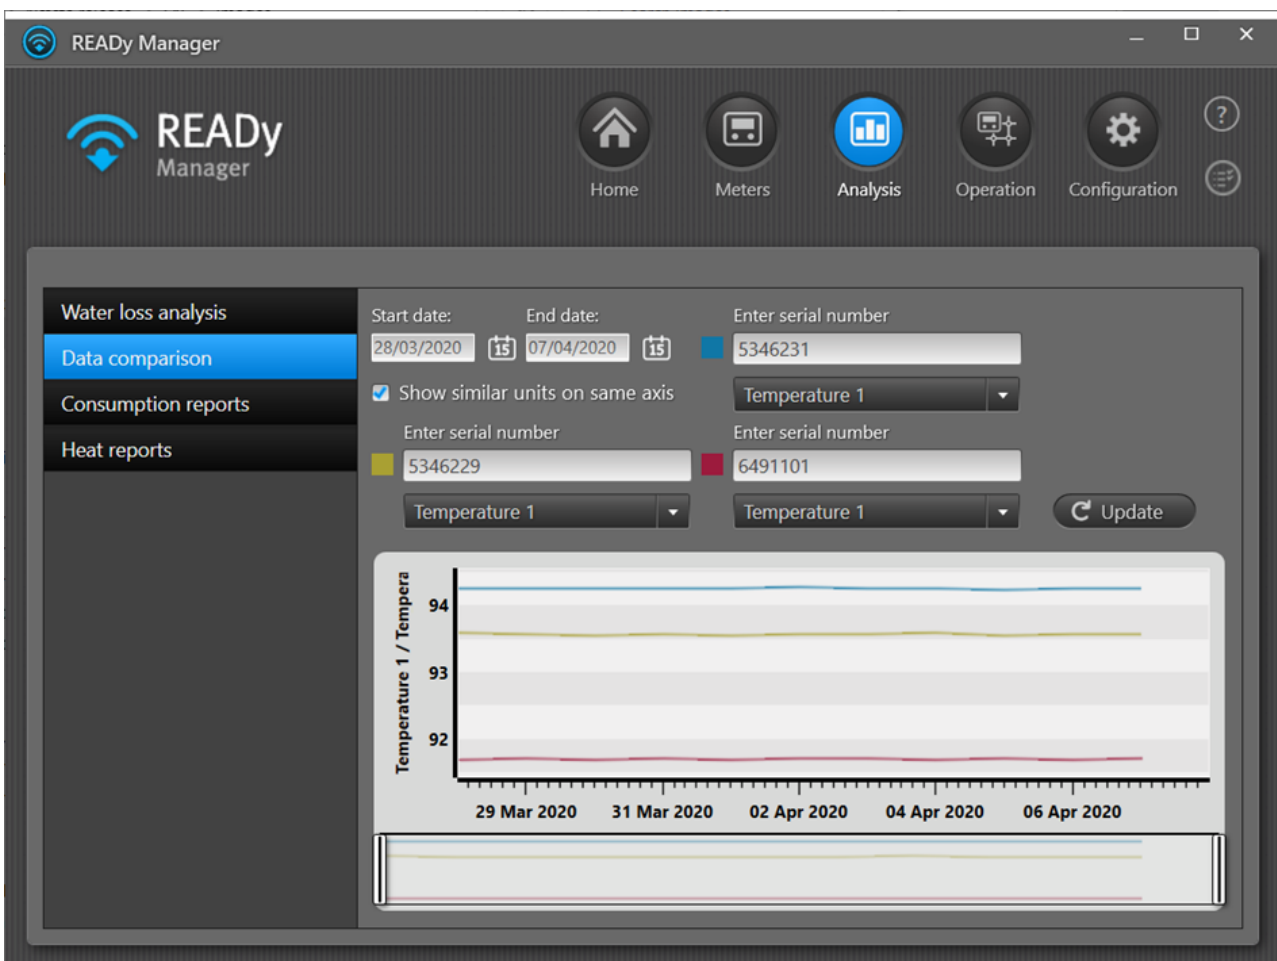 READy Manager
READy
Manager
Home
Meters
Analysis
Operation
Configuration
?
Water loss analysis
Data comparison
Consumption reports
Heat reports
Start date:
End date:
Enter serial number
28/03/2020
15
07/04/2020
15
5346231
Show similar units on same axis
Temperature 1
Enter serial number
Enter serial number
5346229
6491101
Temperature 1
Temperature 1
Update
Temperature 1 / Tempera
94
93
92
29 Mar 2020
31 Mar 2020
02 Apr 2020
04 Apr 2020
06 Apr 2020